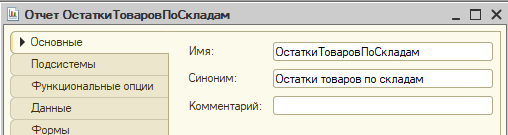 Отчет ОстаткиТоваровПоСкладам
Основные
Подсистемы
Функциональные опции
Данные
Формы
Имя: ОстаткиТоваровПоСкладам
Синоним: Остатки товаров по складам
Комментарий: